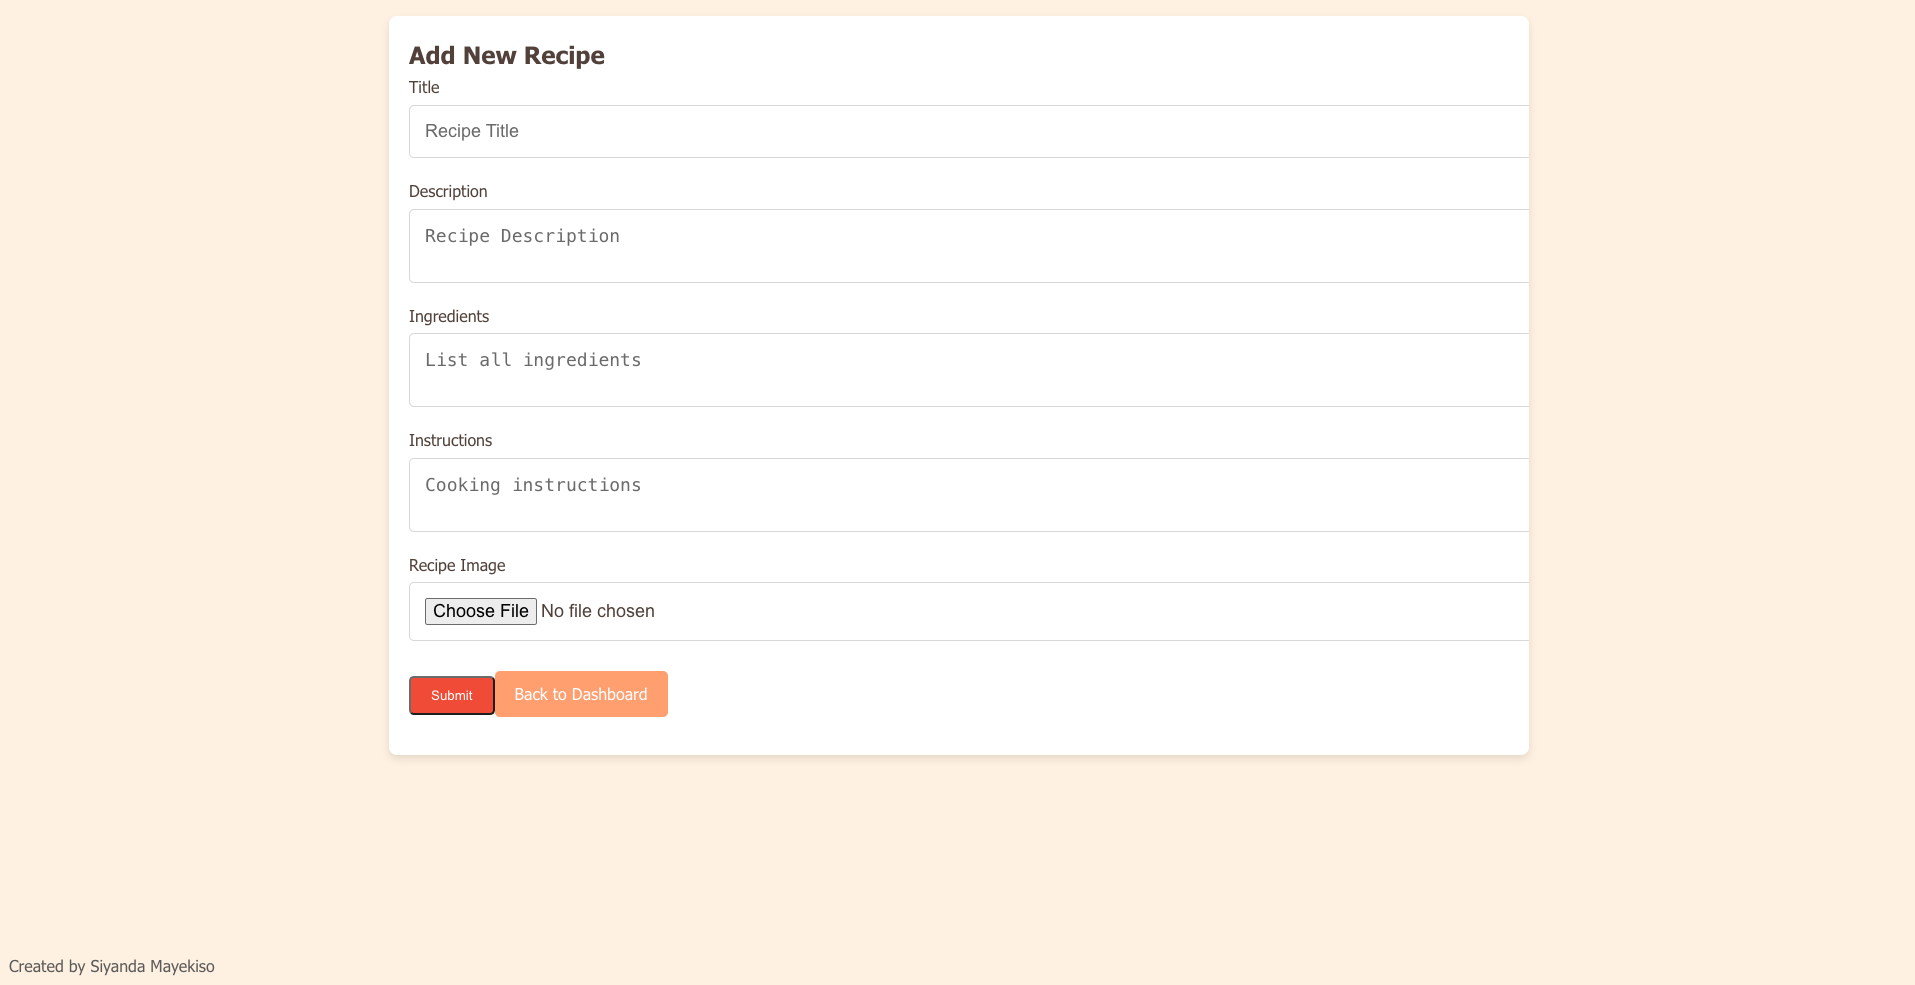 Add New Recipe
Title
Recipe Title
Description
Recipe Description
Ingredients
List all ingredients
Instructions
Cooking instructions
Recipe Image
Choose File No file chosen
Submit Back to Dashboard
Created by Siyanda Mayekiso